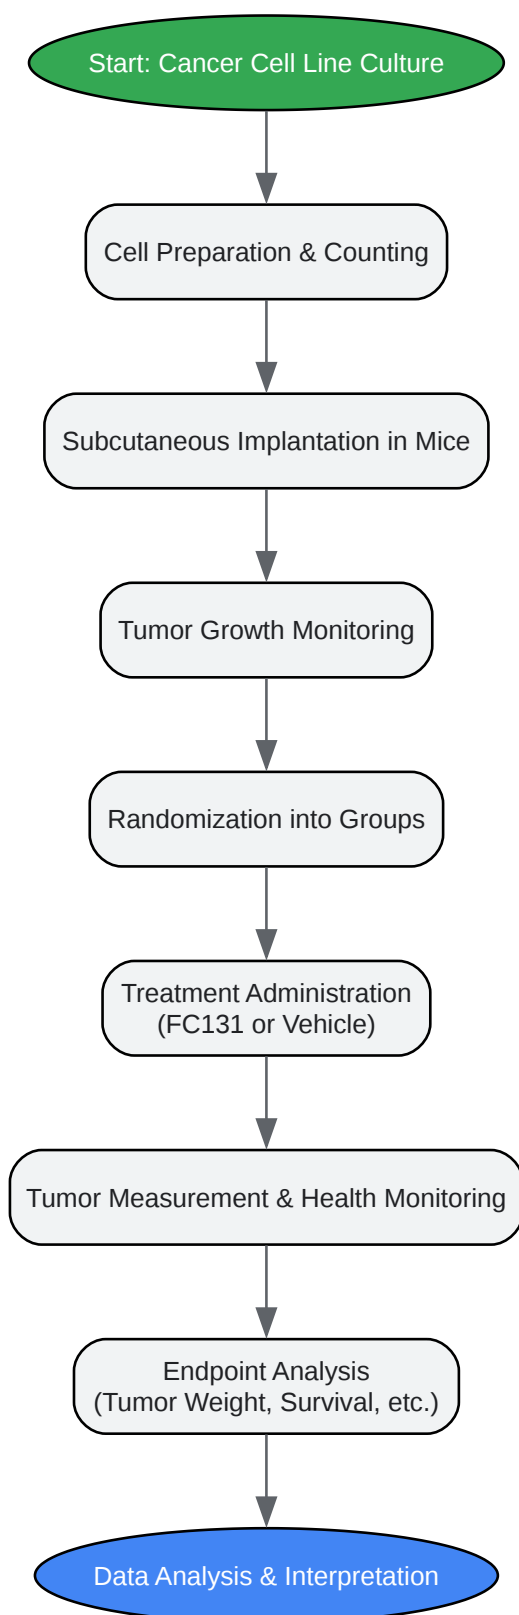 Start: Cancer Cell Line Culture
Cell Preparation & Counting
Subcutaneous Implantation in Mice
Tumor Growth Monitoring
Randomization into Groups
Treatment Administration
(FC131 or Vehicle)
Tumor Measurement & Health Monitoring
Endpoint Analysis
(Tumor Weight, Survival, etc.)
Data Analysis & Interpretation